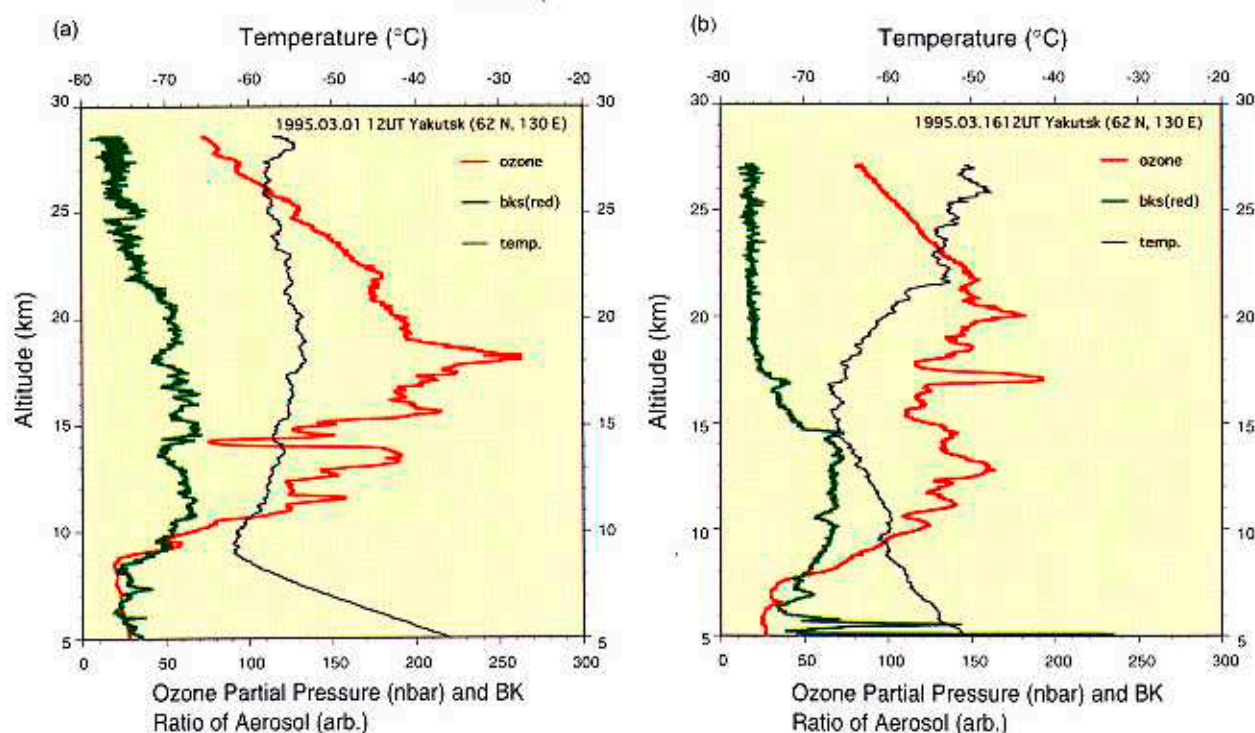 (a)
Temperature (°C)
-80 -70 -60 -50 -40 -30 -20
30
25
20
15
10
5
Altitude (km)
1995.03.01 12UT Yakutsk (62 N, 130 E)
ozone
bks(red)
temp.
30
25
20
15
10
5
0 50 100 150 200 250 300
Ozone Partial Pressure (nbar) and BK
Ratio of Aerosol (arb.)
(b)
Temperature (°C)
-80 -70 -60 -50 -40 -30 -20
30
25
20
15
10
5
Altitude (km)
1995.03.1612UT Yakutsk (62 N, 130 E)
ozone
bks(red)
temp.
30
25
20
15
10
5
0 50 100 150 200 250 300
Ozone Partial Pressure (nbar) and BK
Ratio of Aerosol (arb.)